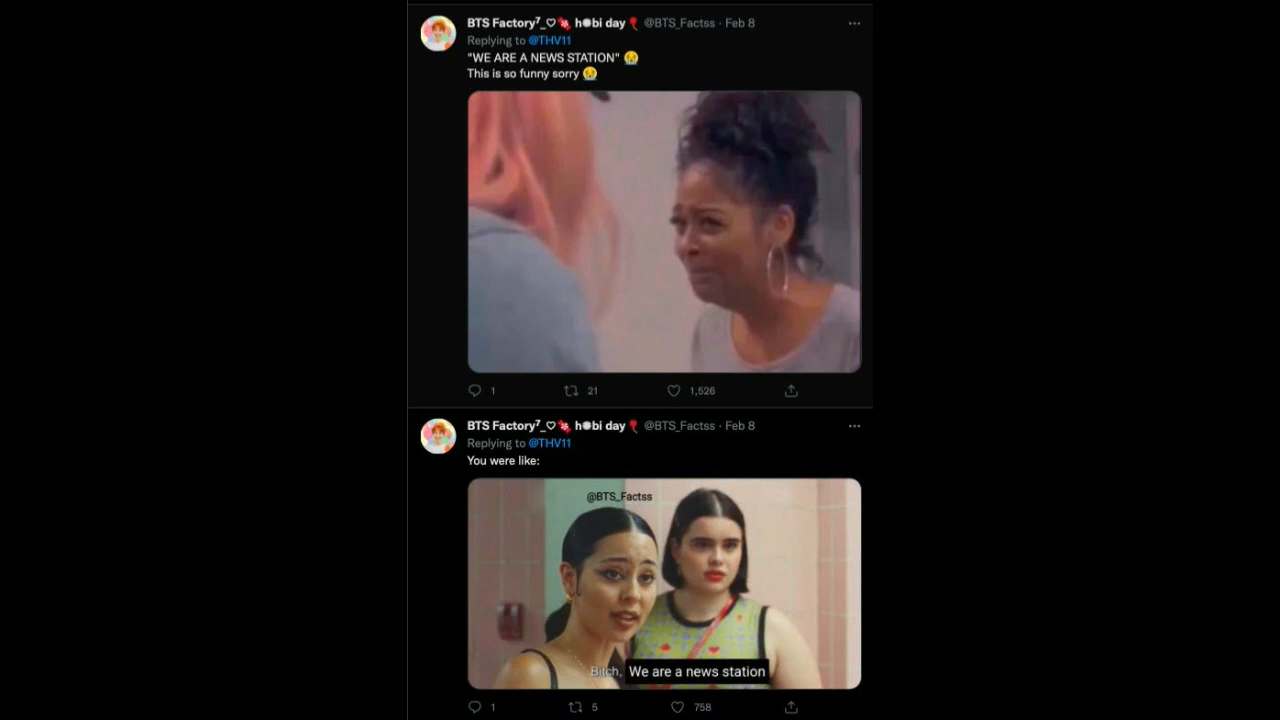 BTS Factory⁷_♡ h✺bi day @BTS_Factss · Feb 8
Replying to @THV11
"WE ARE A NEWS STATION" 😭
This is so funny sorry 😭
1 21 1,526
BTS Factory⁷_♡ h✺bi day @BTS_Factss · Feb 8
Replying to @THV11
You were like:
@BTS_Factss
Bitch, We are a news station
1 5 758